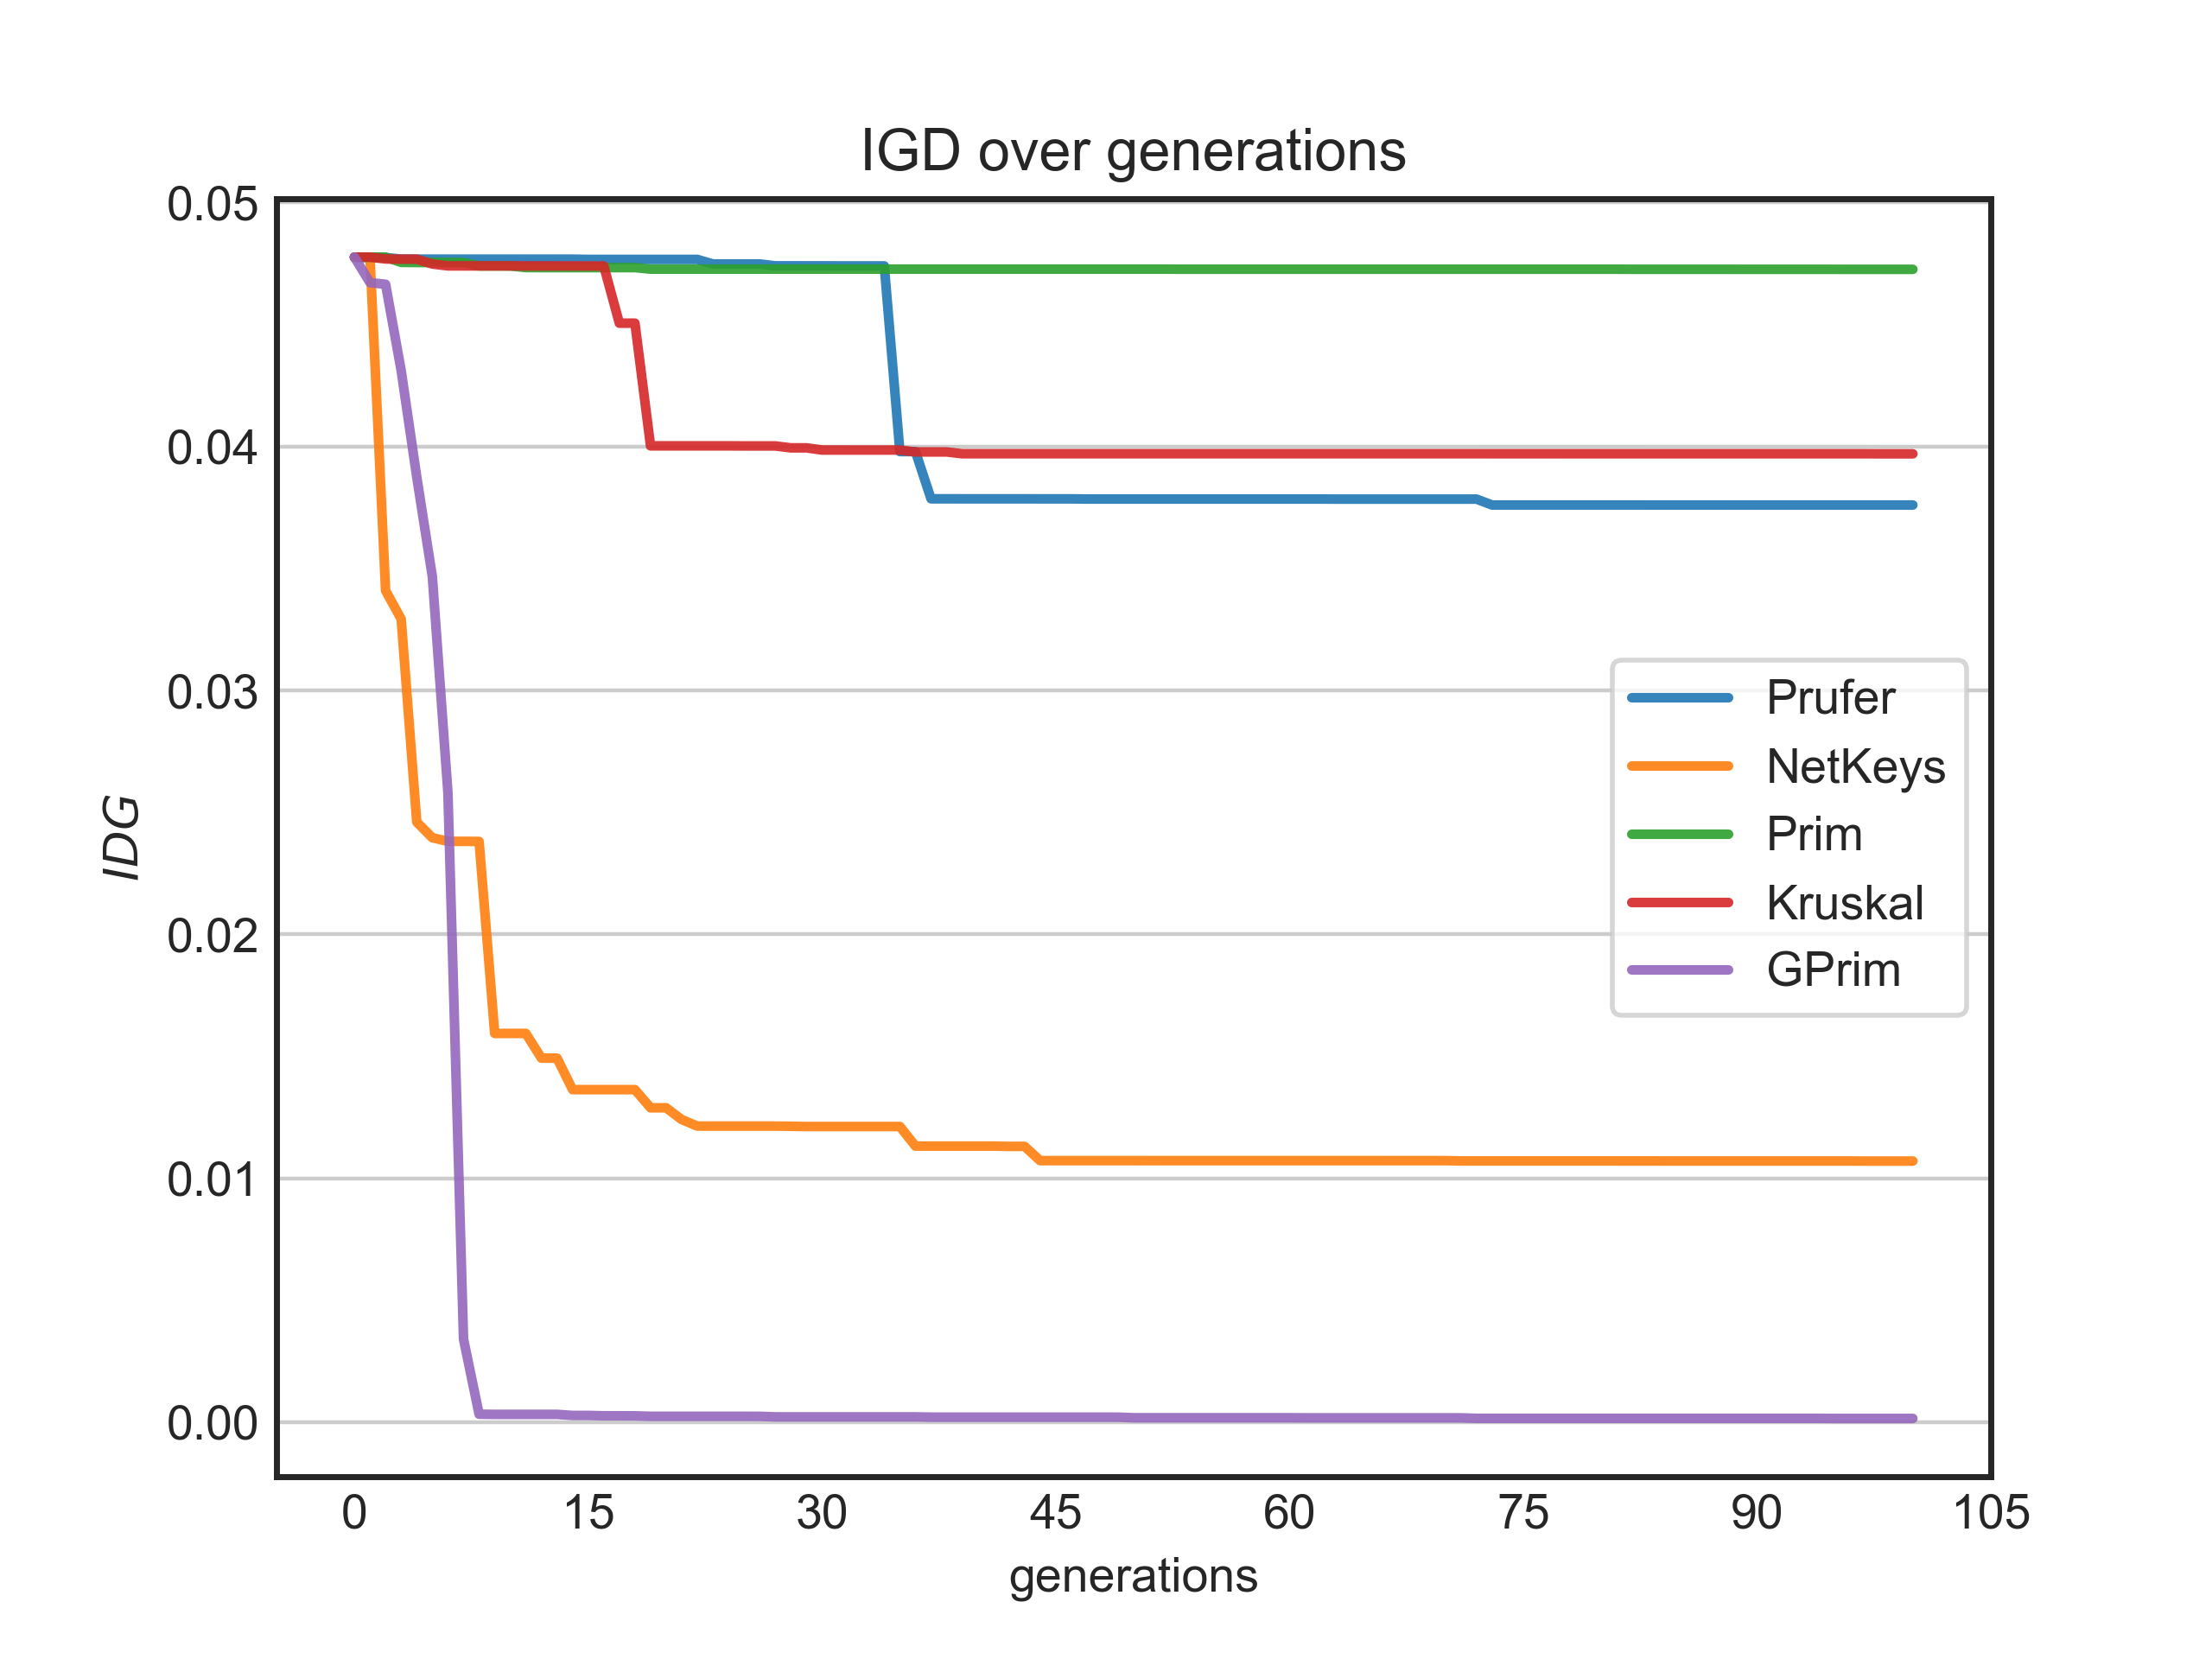 IGD over generations
0.05
0.04
0.03
0.02
0.01
0.00
IDG
Prufer
NetKeys
Prim
Kruskal
GPrim
0 15 30 45 60 75 90 105
generations